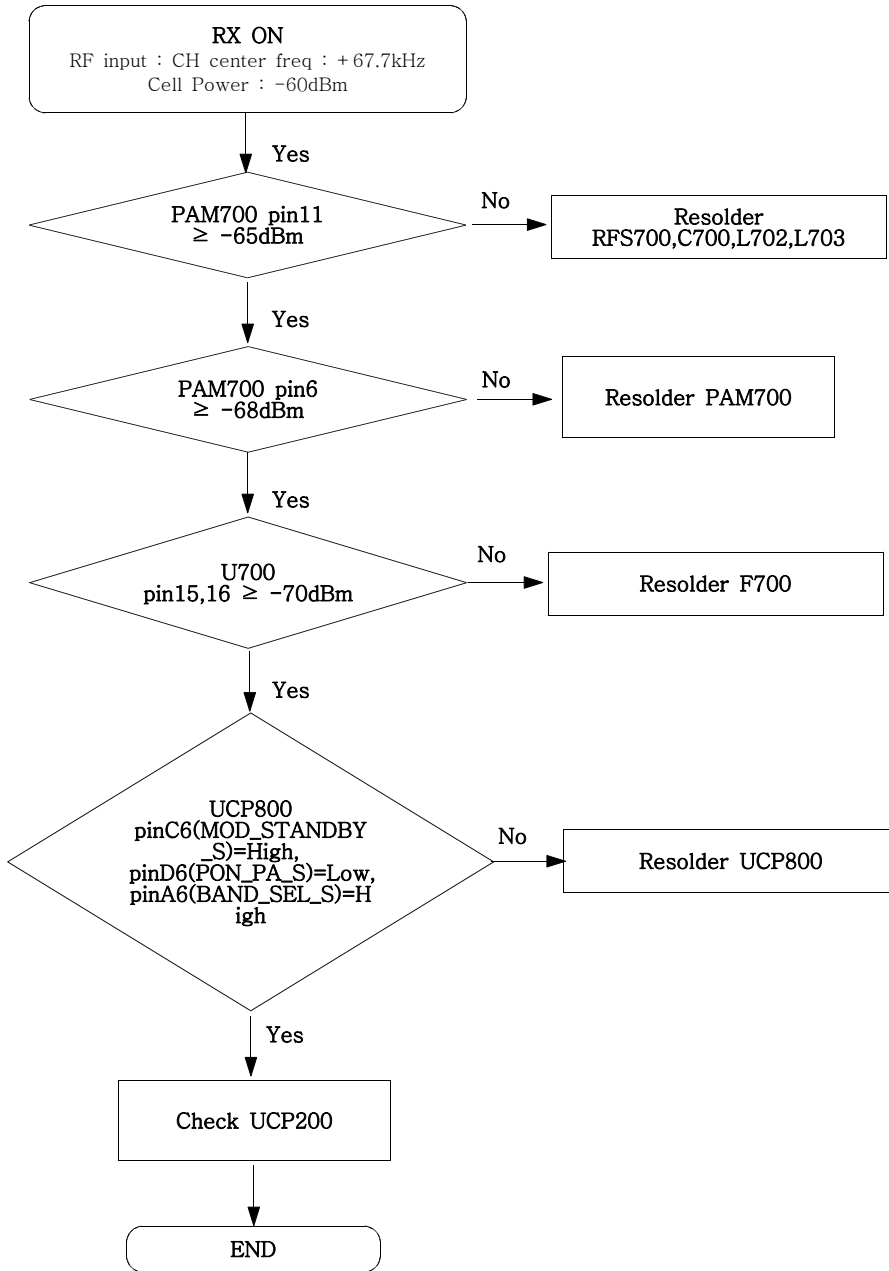 RX ON
RF input : CH center freq : +67.7kHz
Cell Power : -60dBm
Yes
PAM700 pin11
≥ -65dBm
No
Resolder
RFS700,C700,L702,L703
Yes
PAM700 pin6
≥ -68dBm
No
Resolder PAM700
Yes
U700
pin15,16 ≥ -70dBm
No
Resolder F700
Yes
UCP800
pinC6(MOD_STANDBY
_S)=High,
pinD6(PON_PA_S)=Low,
pinA6(BAND_SEL_S)=H
igh
No
Resolder UCP800
Yes
Check UCP200
END